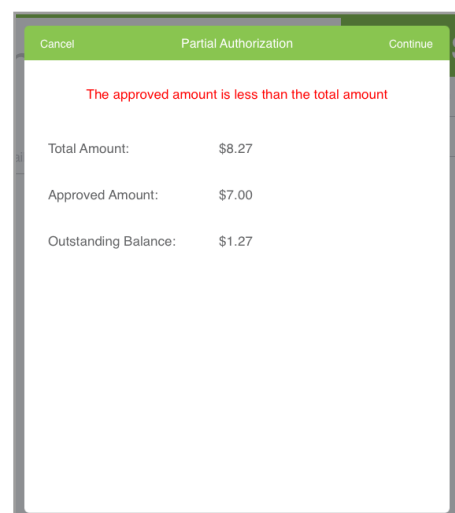 Cancel Partial Authorization Continue
The approved amount is less than the total amount
Total Amount: $8.27
Approved Amount: $7.00
Outstanding Balance: $1.27